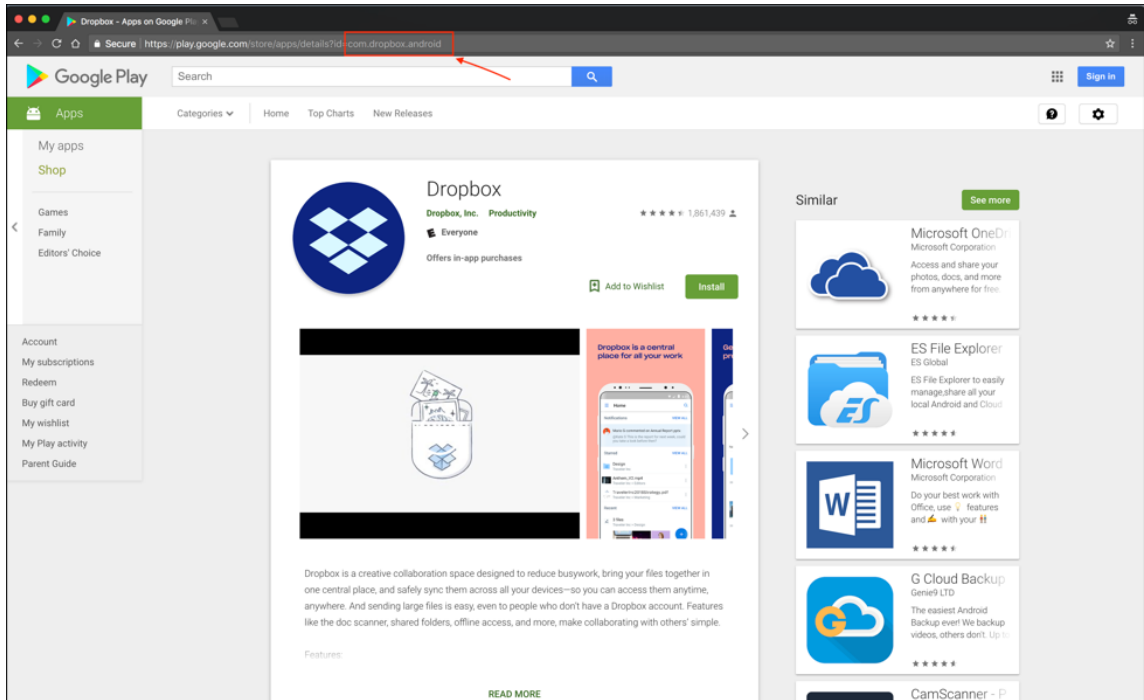 Dropbox - Apps on Google Pla
Secure https://play.google.com/store/apps/details?id=com.dropbox.android
Google Play
Search
Sign in
Apps
Categories
Home
Top Charts
New Releases
My apps
Shop
Games
Family
Editors' Choice
Account
My subscriptions
Redeem
Buy gift card
My wishlist
My Play activity
Parent Guide
Dropbox
Dropbox, Inc. Productivity
1,861,439
Everyone
Offers in-app purchases
Add to Wishlist
Install
Dropbox is a central
place for all your work
Home
Dropbox is a creative collaboration space designed to reduce busywork, bring your files together in
one central place, and safely sync them across all your devices—so you can access them anytime,
anywhere. And sending large files is easy, even to people who don't have a Dropbox account. Features
like the doc scanner, shared folders, offline access, and more, make collaborating with others' simple.
Features:
READ MORE
Similar
See more
Microsoft OneDri
Microsoft Corporation
Access and share your
photos, docs, and more
from anywhere for free.
ES File Explorer
ES Global
ES File Explorer to easily
manage,share all your
local Android and Cloud
ES
Microsoft Word
Microsoft Corporation
Do your best work with
Office, use 💡 features
and ✍ with your 👬
W
G Cloud Backup
Genie9 LTD
The easiest Android
Backup ever! We backup
videos, others don't. Up to
G
CamScanner - P